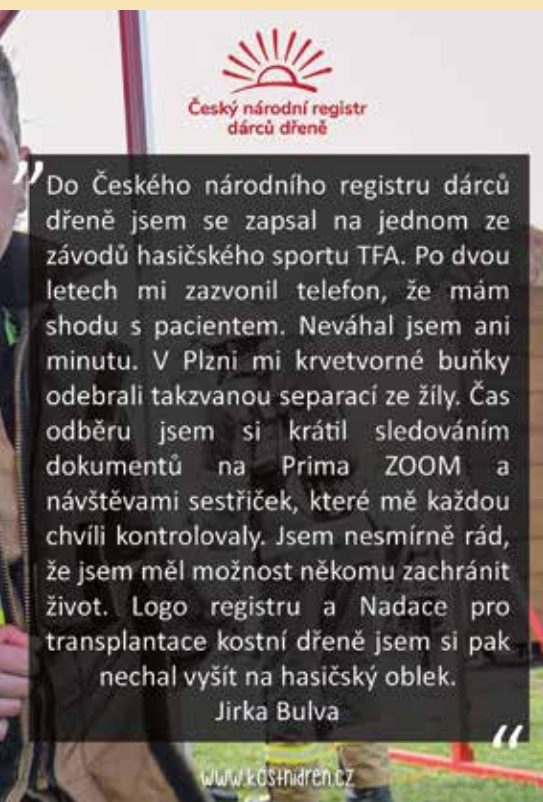 Český národní registr
dárců dřeně
„Do Českého národního registru dárců
dřeně jsem se zapsal na jednom ze
závodů hasičského sportu TFA. Po dvou
letech mi zazvonil telefon, že mám
shodu s pacientem. Neváhal jsem ani
minutu. V Plzni mi krvetvorné buňky
odebrali takzvanou separací ze žíly. Čas
odběru jsem si krátil sledováním
dokumentů na Prima ZOOM a
návštěvami sestřiček, které mě každou
chvíli kontrolovaly. Jsem nesmírně rád,
že jsem měl možnost někomu zachránit
život. Logo registru a Nadace pro
transplantace kostní dřeně jsem si pak
nechal vyšít na hasičský oblek.
Jirka Bulva
“
www.kostnidren.cz